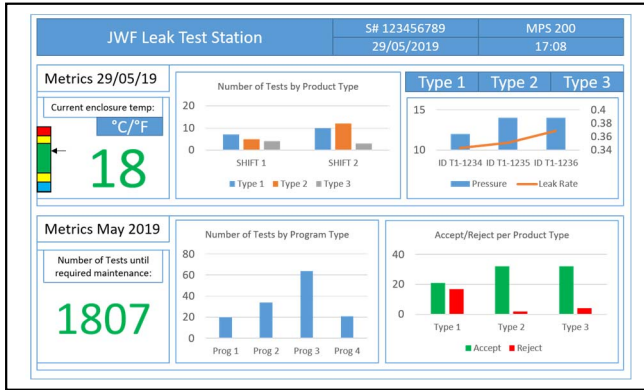 JWF Leak Test Station
S# 123456789
MPS 200
29/05/2019
17:08
Metrics 29/05/19
Current enclosure temp:
°C/°F
18
Number of Tests by Product Type
20
10
0
SHIFT 1
SHIFT 2
Type 1
Type 2
Type 3
Type 1
Type 2
Type 3
15
10
0.4
0.38
0.36
0.34
ID T1-1234
ID T1-1235
ID T1-1236
Pressure
Leak Rate
Metrics May 2019
Number of Tests until
required maintenance:
1807
Number of Tests by Program Type
80
60
40
20
0
Prog 1
Prog 2
Prog 3
Prog 4
Accept/Reject per Product Type
40
20
0
Type 1
Type 2
Type 3
Accept
Reject